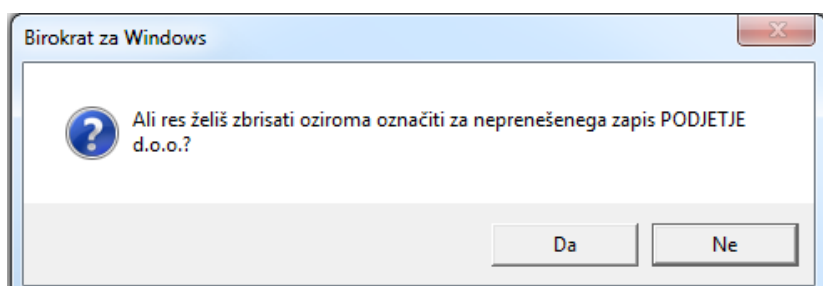 Birokrat za Windows
Ali res želiš zbrisati oziroma označiti za neprenešenega zapis PODJETJE
d.o.o.?
Da
Ne